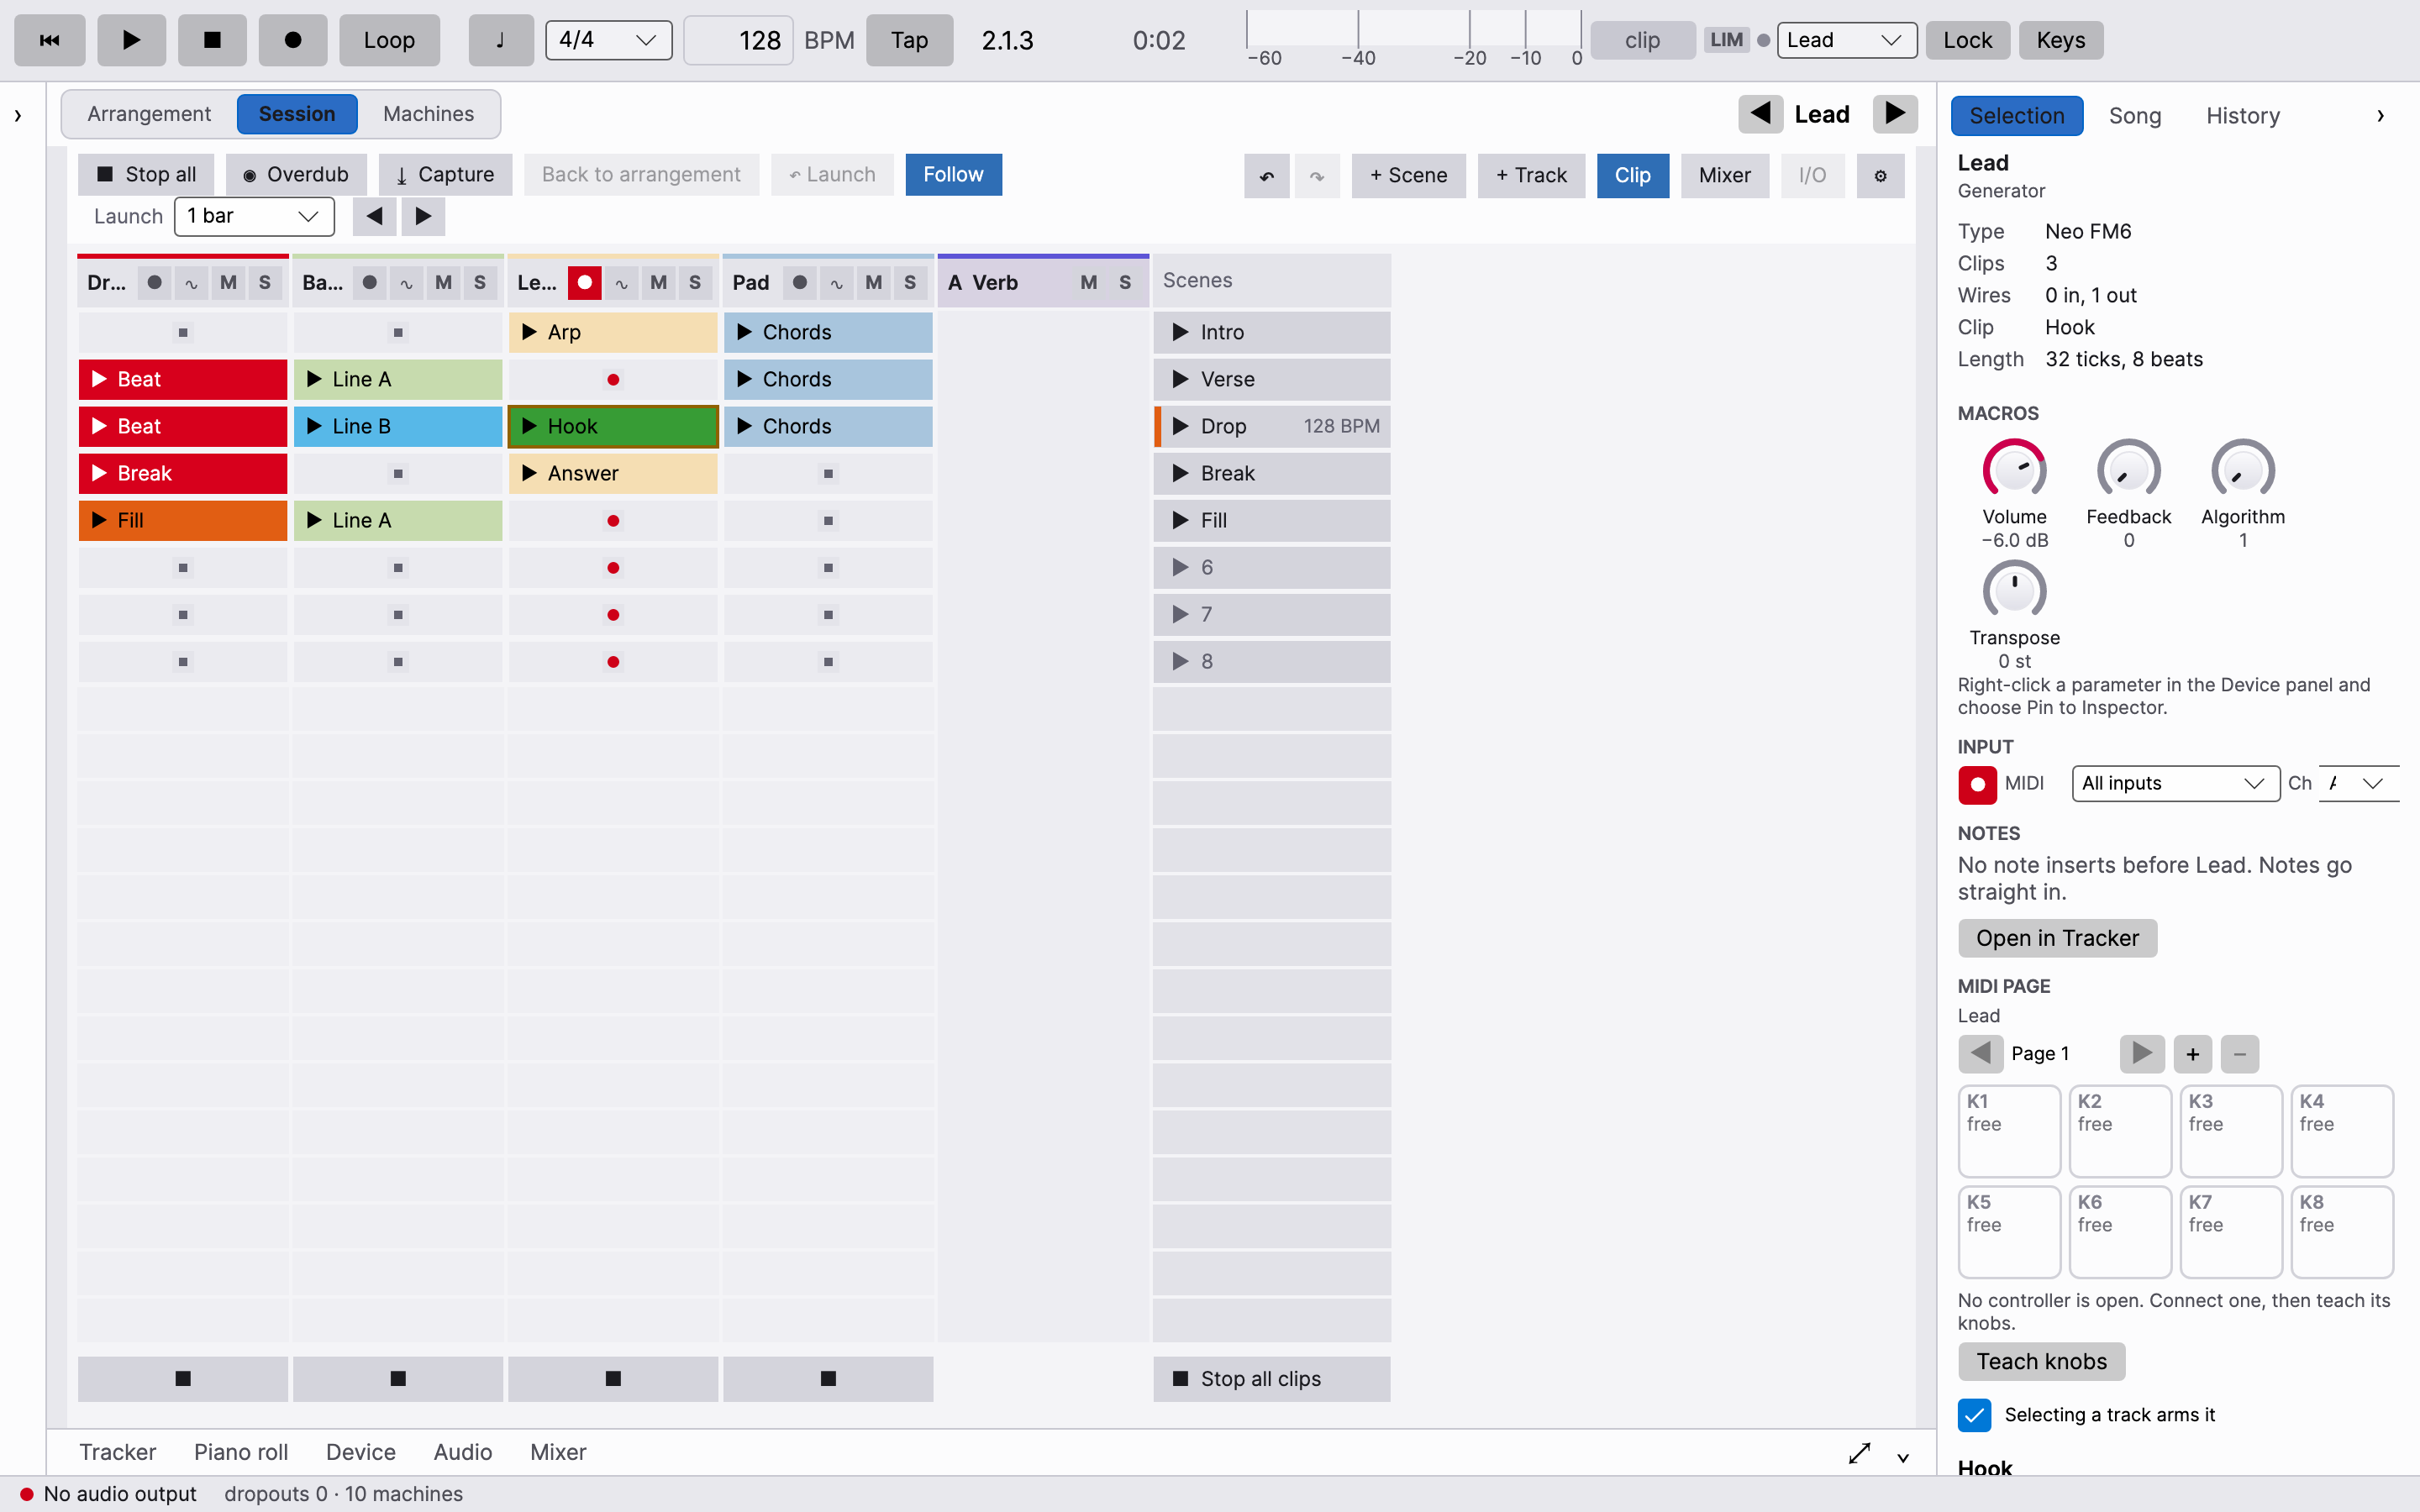 Loop 4/4 128 BPM Tap 2.1.3 0:02 −60 −40 −20 −10 0 clip LIM Lead Lock Keys
Arrangement Session Machines Lead
Selection Song History
Stop all Overdub Capture Back to arrangement Launch Follow + Scene + Track Clip Mixer I/O
Launch 1 bar
Dr... M S Ba... M S Le... M S Pad M S A Verb M S Scenes
Arp Chords Intro
Beat Line A Chords Verse
Beat Line B Hook Chords Drop 128 BPM
Break Answer Break
Fill Line A Fill
6
7
8
Stop all clips
Lead
Generator
Type Neo FM6
Clips 3
Wires 0 in, 1 out
Clip Hook
Length 32 ticks, 8 beats
MACROS
Volume Feedback Algorithm
−6.0 dB 0 1
Transpose
0 st
Right-click a parameter in the Device panel and
choose Pin to Inspector.
INPUT
MIDI All inputs Ch
NOTES
No note inserts before Lead. Notes go
straight in.
Open in Tracker
MIDI PAGE
Lead
Page 1 + −
K1 K2 K3 K4
free free free free
K5 K6 K7 K8
free free free free
No controller is open. Connect one, then teach its
knobs.
Teach knobs
Selecting a track arms it
Hook
Tracker Piano roll Device Audio Mixer
No audio output dropouts 0 · 10 machines